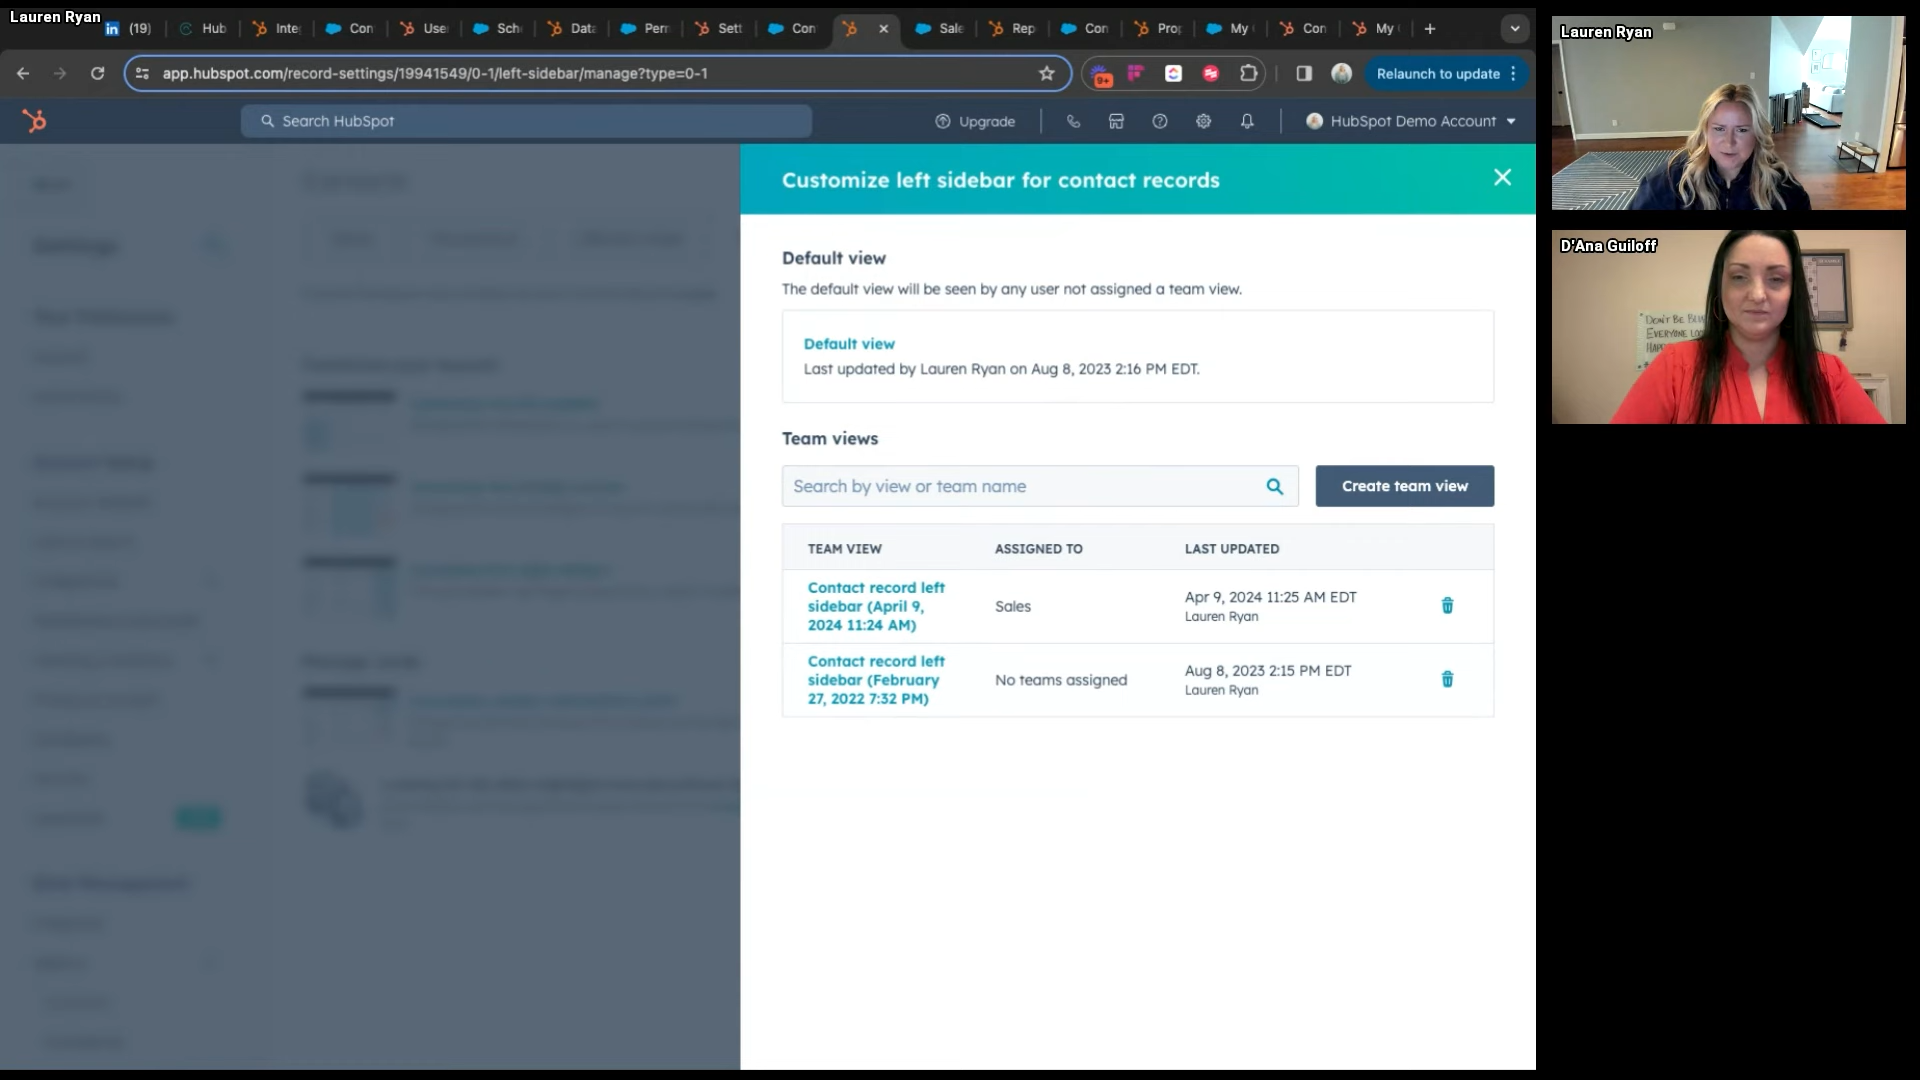 Lauren Ryan
(19) Hub Inte Con Use Sch Data Perm Sett Con Sale Rep Con Prop My Con My
app.hubspot.com/record-settings/19941549/0-1/left-sidebar/manage?type=0-1
9+
Relaunch to update
Search HubSpot
Upgrade
HubSpot Demo Account
Customize left sidebar for contact records
Default view
The default view will be seen by any user not assigned a team view.
Default view
Last updated by Lauren Ryan on Aug 8, 2023 2:16 PM EDT.
Team views
Search by view or team name
Create team view
TEAM VIEW ASSIGNED TO LAST UPDATED
Contact record left
sidebar (April 9,
2024 11:24 AM)
Sales
Apr 9, 2024 11:25 AM EDT
Lauren Ryan
Contact record left
sidebar (February
27, 2022 7:32 PM)
No teams assigned
Aug 8, 2023 2:15 PM EDT
Lauren Ryan
Lauren Ryan
D'Ana Guiloff
DON'T BE
EVERYONE